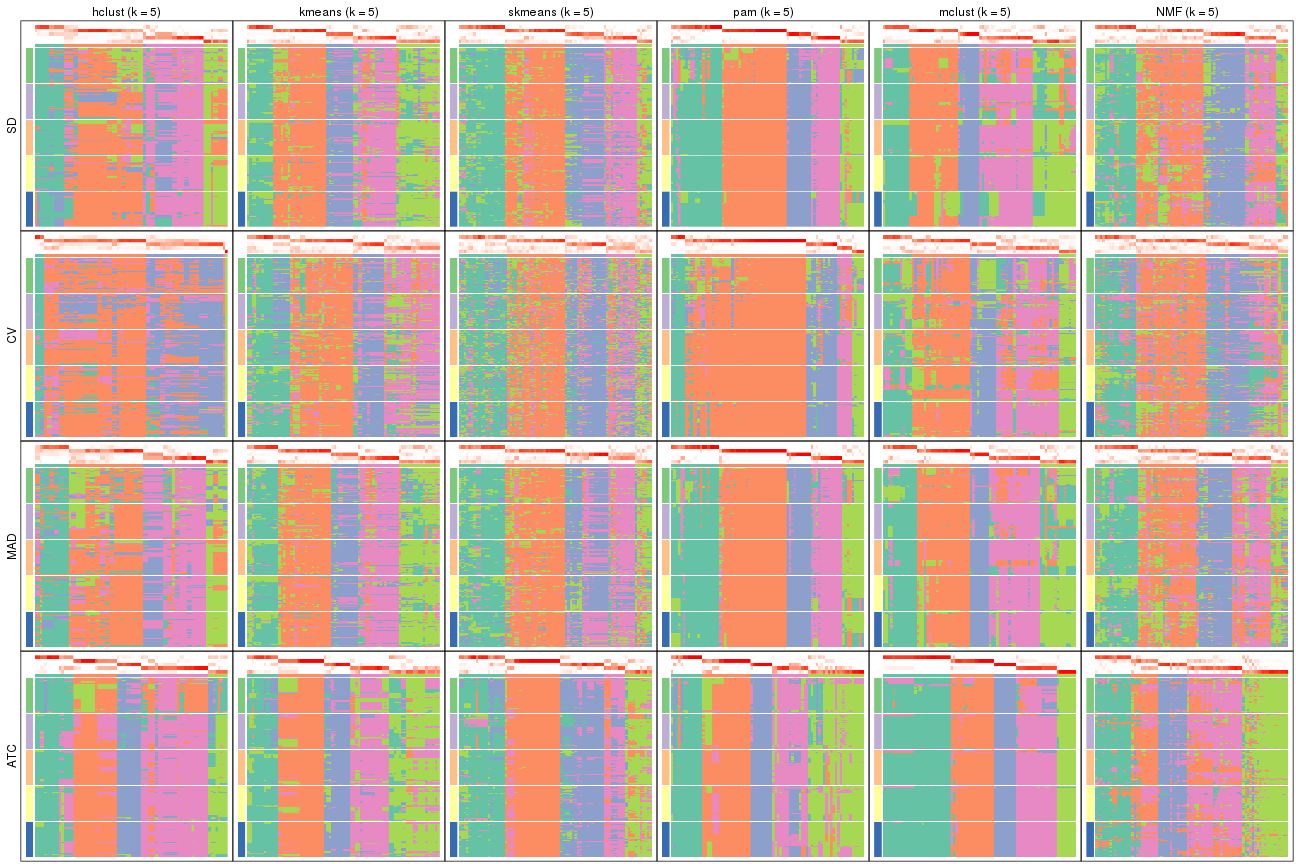 hclust (k = 5) kmeans (k = 5) skmeans (k = 5) pam (k = 5) mclust (k = 5) NMF (k = 5)
SD
CV
MAD
ATC